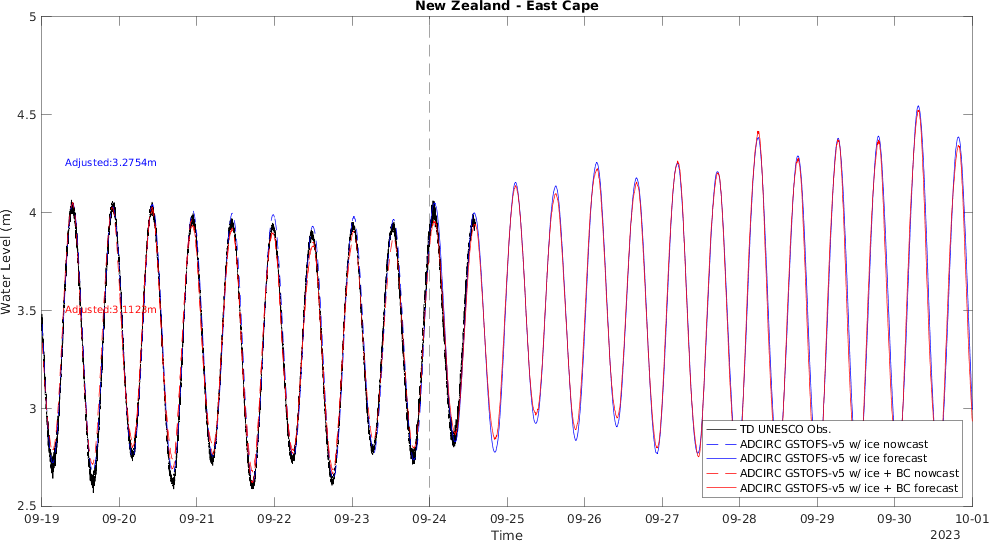 New Zealand - East Cape
Water Level (m)
5
4.5
4
3.5
3
2.5
Adjusted:3.2754m
Adjusted:3.1123m
TD UNESCO Obs.
ADCIRC GSTOFS-v5 w/ ice nowcast
ADCIRC GSTOFS-v5 w/ ice forecast
ADCIRC GSTOFS-v5 w/ ice + BC nowcast
ADCIRC GSTOFS-v5 w/ ice + BC forecast
09-19 09-20 09-21 09-22 09-23 09-24 09-25 09-26 09-27 09-28 09-29 09-30 10-01
Time
2023